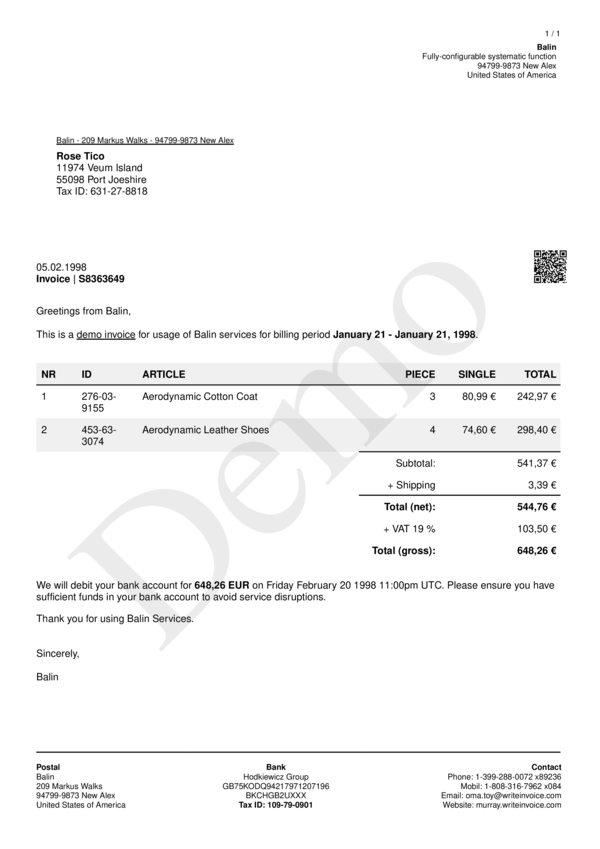 1 / 1
Balin
Fully-configurable systematic function
94799-9873 New Alex
United States of America
Balin - 209 Markus Walks - 94799-9873 New Alex
Rose Tico
11974 Veum Island
55098 Port Joeshire
Tax ID: 631-27-8818
05.02.1998
Invoice | S8363649
Greetings from Balin,
This is a demo invoice for usage of Balin services for billing period January 21 - January 21, 1998.
NR ID ARTICLE PIECE SINGLE TOTAL
1 276-03- Aerodynamic Cotton Coat 3 80,99 € 242,97 €
9155
2 453-63- Aerodynamic Leather Shoes 4 74,60 € 298,40 €
3074
Subtotal: 541,37 €
+ Shipping 3,39 €
Total (net): 544,76 €
+ VAT 19 % 103,50 €
Total (gross): 648,26 €
We will debit your bank account for 648,26 EUR on Friday February 20 1998 11:00pm UTC. Please ensure you have
sufficient funds in your bank account to avoid service disruptions.
Thank you for using Balin Services.
Sincerely,
Balin
Demo
Postal Bank Contact
Balin Hodkiewicz Group Phone: 1-399-288-0072 x89236
209 Markus Walks GB75KODQ94217971207196 Mobil: 1-808-316-7962 x084
94799-9873 New Alex BKCHGB2UXXX Email: oma.toy@writeinvoice.com
United States of America Tax ID: 109-79-0901 Website: murray.writeinvoice.com